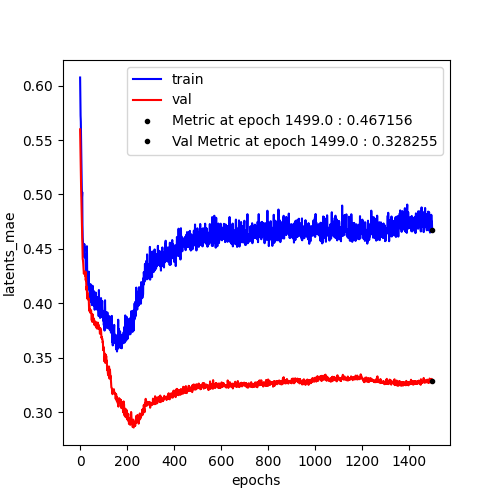 train
val
Metric at epoch 1499.0 : 0.467156
Val Metric at epoch 1499.0 : 0.328255
0.60
0.55
0.50
0.45
0.40
0.35
0.30
latents_mae
0 200 400 600 800 1000 1200 1400
epochs